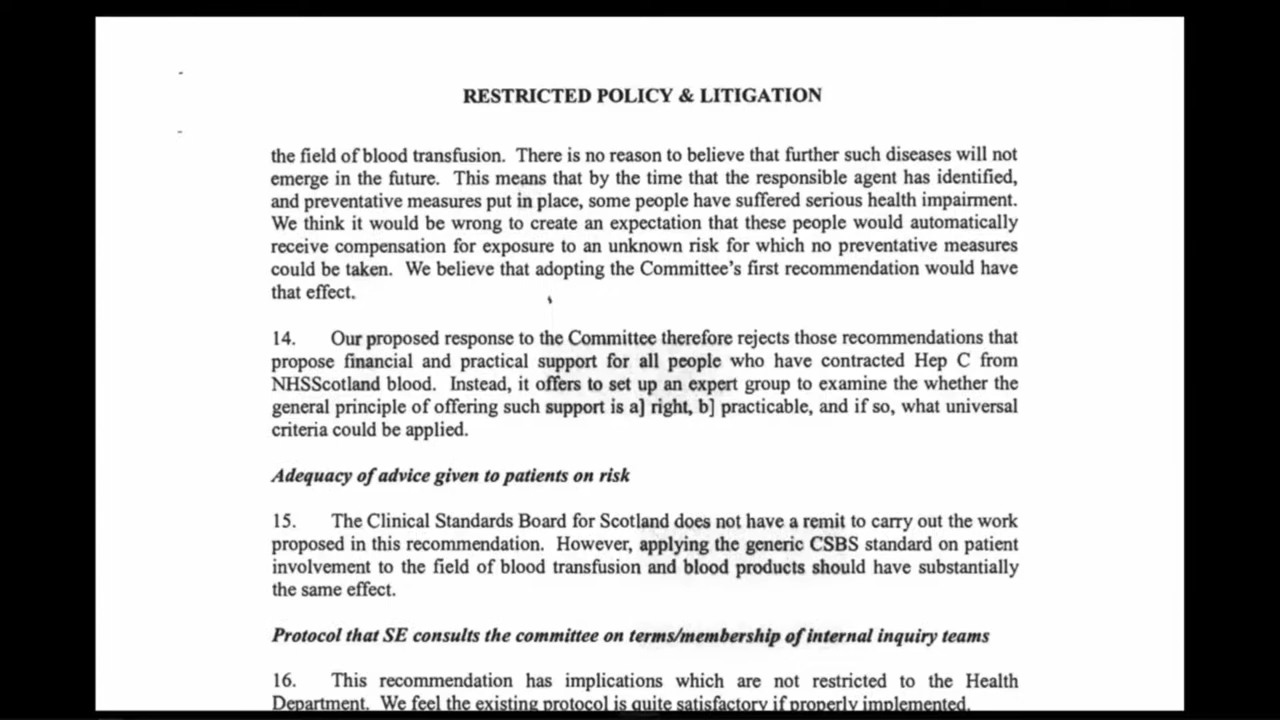 RESTRICTED POLICY & LITIGATION
the field of blood transfusion. There is no reason to believe that further such diseases will not
emerge in the future. This means that by the time that the responsible agent has identified,
and preventative measures put in place, some people have suffered serious health impairment.
We think it would be wrong to create an expectation that these people would automatically
receive compensation for exposure to an unknown risk for which no preventative measures
could be taken. We believe that adopting the Committee's first recommendation would have
that effect.
14. Our proposed response to the Committee therefore rejects those recommendations that
propose financial and practical support for all people who have contracted Hep C from
NHSScotland blood. Instead, it offers to set up an expert group to examine the whether the
general principle of offering such support is a] right, b] practicable, and if so, what universal
criteria could be applied.
Adequacy of advice given to patients on risk
15. The Clinical Standards Board for Scotland does not have a remit to carry out the work
proposed in this recommendation. However, applying the generic CSBS standard on patient
involvement to the field of blood transfusion and blood products should have substantially
the same effect.
Protocol that SE consults the committee on terms/membership of internal inquiry teams
16. This recommendation has implications which are not restricted to the Health
Department. We feel the existing protocol is quite satisfactory if properly implemented.